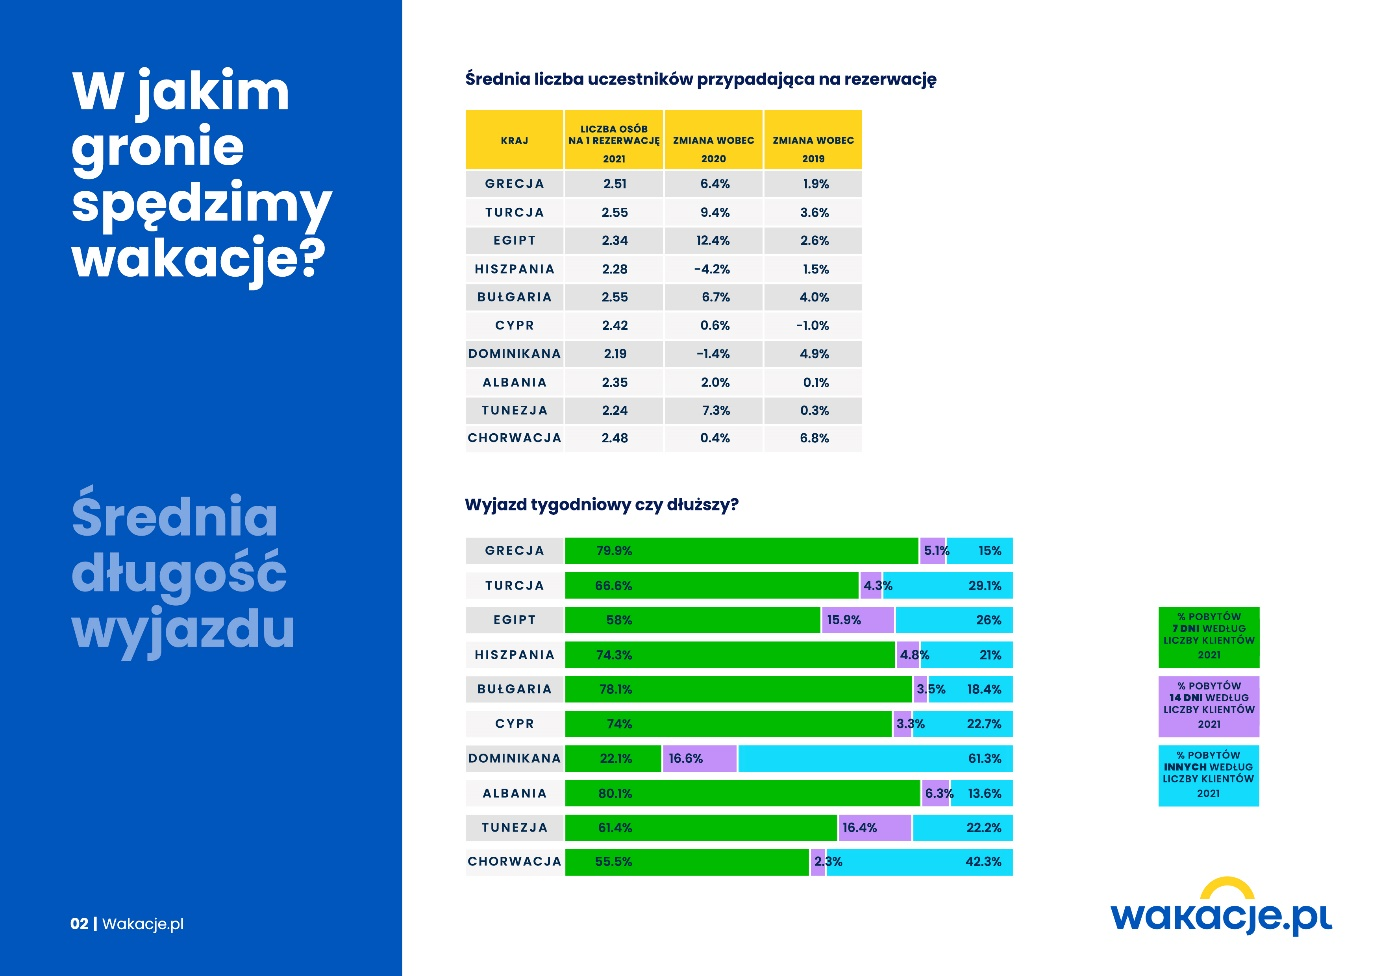 W jakim
gronie
spędzimy
wakacje?
Średnia
długość
wyjazdu
02 | Wakacje.pl
Średnia liczba uczestników przypadająca na rezerwację
KRAJ LICZBA OSÓB NA 1 REZERWACJĘ 2021 ZMIANA WOBEC 2020 ZMIANA WOBEC 2019
GRECJA 2.51 6.4% 1.9%
TURCJA 2.55 9.4% 3.6%
EGIPT 2.34 12.4% 2.6%
HISZPANIA 2.28 -4.2% 1.5%
BUŁGARIA 2.55 6.7% 4.0%
CYPR 2.42 0.6% -1.0%
DOMINIKANA 2.19 -1.4% 4.9%
ALBANIA 2.35 2.0% 0.1%
TUNEZJA 2.24 7.3% 0.3%
CHORWACJA 2.48 0.4% 6.8%
Wyjazd tygodniowy czy dłuższy?
GRECJA 79.9% 5.1% 15%
TURCJA 66.6% 4.3% 29.1%
EGIPT 58% 15.9% 26%
HISZPANIA 74.3% 4.8% 21%
BUŁGARIA 78.1% 3.5% 18.4%
CYPR 74% 3.3% 22.7%
DOMINIKANA 22.1% 16.6% 61.3%
ALBANIA 80.1% 6.3% 13.6%
TUNEZJA 61.4% 16.4% 22.2%
CHORWACJA 55.5% 2.3% 42.3%
% POBYTÓW
7 DNI WEDŁUG
LICZBY KLIENTÓW
2021
% POBYTÓW
14 DNI WEDŁUG
LICZBY KLIENTÓW
2021
% POBYTÓW
INNYCH WEDŁUG
LICZBY KLIENTÓW
2021
wakacje.pl